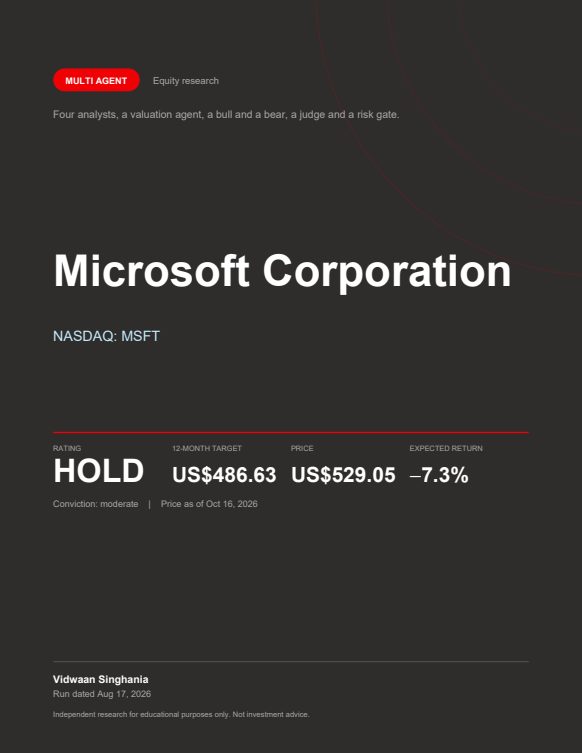 MULTI AGENT Equity research
Four analysts, a valuation agent, a bull and a bear, a judge and a risk gate.
Microsoft Corporation
NASDAQ: MSFT
RATING 12-MONTH TARGET PRICE EXPECTED RETURN
HOLD US$486.63 US$529.05 –7.3%
Conviction: moderate | Price as of Oct 16, 2026
Vidwaan Singhania
Run dated Aug 17, 2026
Independent research for educational purposes only. Not investment advice.